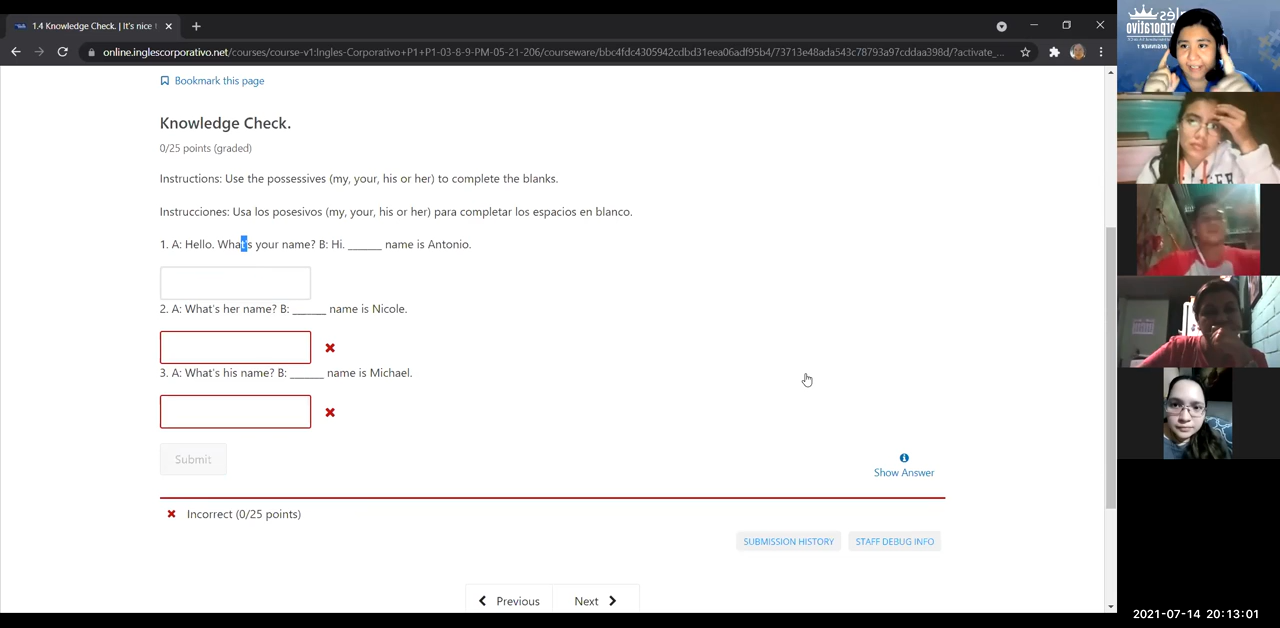 1.4 Knowledge Check. | It's nice
online.inglescorporativo.net/courses/course-v1:Ingles-Corporativo+P1+P1-03-8-9-PM-05-21-206/courseware/bbc4fdc4305942cdbd31eea06adf95b4/73713e48ada543c78793a97cddaa398d/?activate_...
Bookmark this page
Knowledge Check.
0/25 points (graded)
Instructions: Use the possessives (my, your, his or her) to complete the blanks.
Instrucciones: Usa los posesivos (my, your, his or her) para completar los espacios en blanco.
1. A: Hello. What's your name? B: Hi. ______ name is Antonio.
2. A: What's her name? B: ______ name is Nicole.
3. A: What's his name? B: ______ name is Michael.
Submit
Show Answer
Incorrect (0/25 points)
SUBMISSION HISTORY
STAFF DEBUG INFO
Previous
Next
2021-07-14 20:13:01